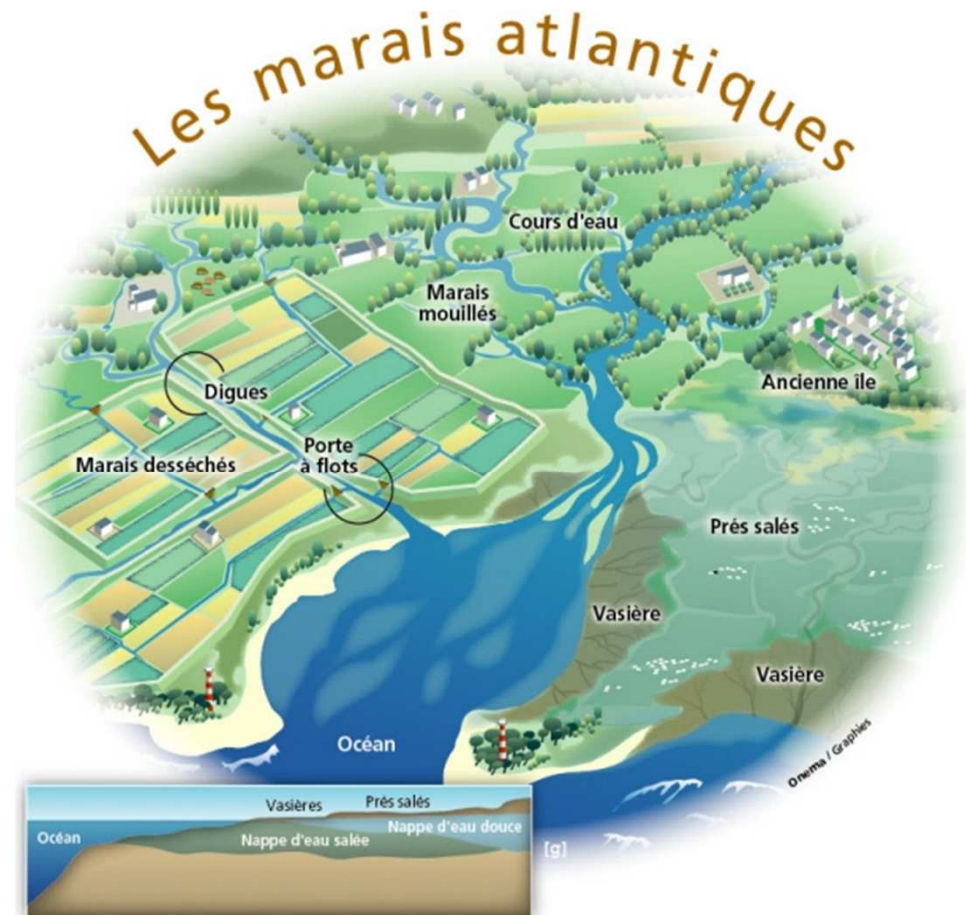 Les marais atlantiques
Cours d'eau
Marais
mouillés
Ancienne île
Digues
Porte
à flots
Marais desséchés
Prés salés
Vasière
Vasière
Océan
Onema / Graphies
Vasières
Prés salés
Océan
Nappe d'eau douce
Nappe d'eau salée
[g]